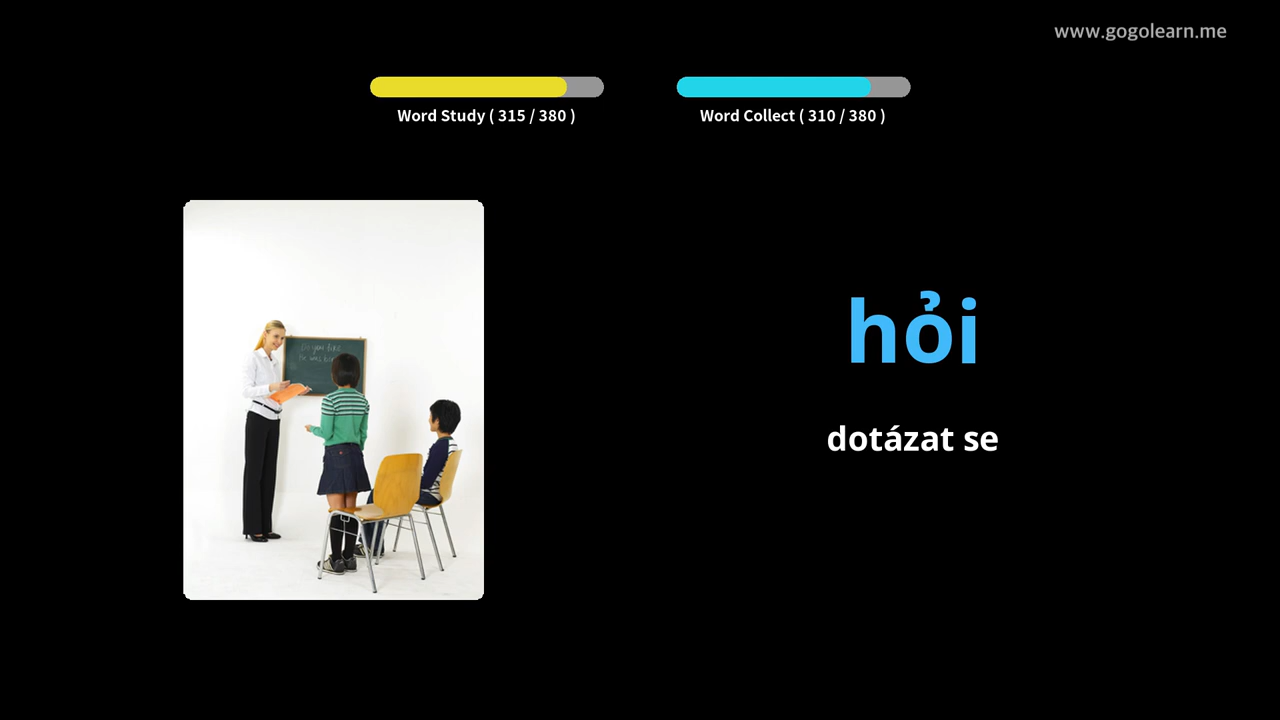 www.gogolearn.me
Word Study ( 315 / 380 )
Word Collect ( 310 / 380 )
hỏi
dotázat se